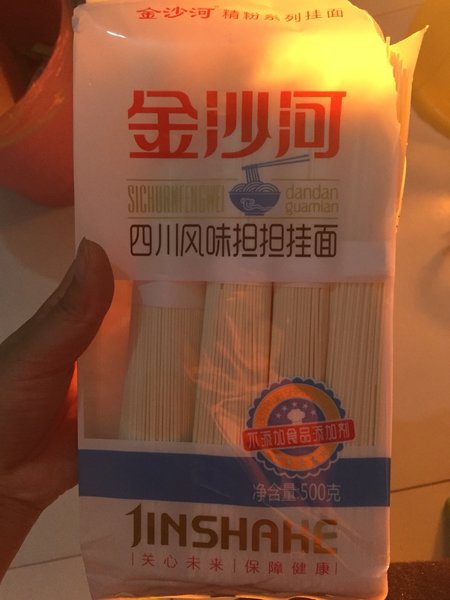 金沙河® 精粉系列挂面
金沙河
SICHUANFENGWEI
dandan
guamian
四川风味担担挂面
不添加食品添加剂
净含量:500克
JINSHAHE
关心未来 保障健康